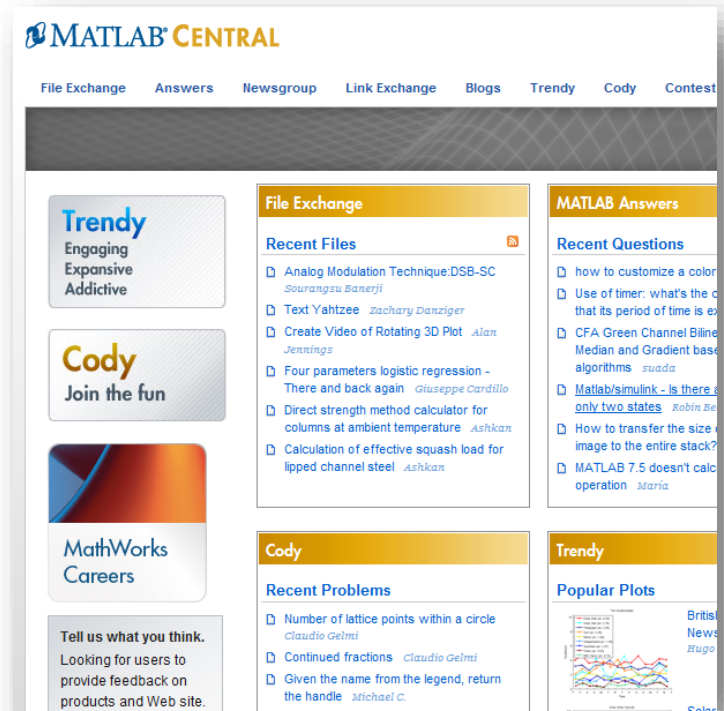 MATLAB® CENTRAL
File Exchange Answers Newsgroup Link Exchange Blogs Trendy Cody Contest
Trendy
Engaging
Expansive
Addictive
Cody
Join the fun
MathWorks
Careers
Tell us what you think.
Looking for users to
provide feedback on
products and Web site.
File Exchange
Recent Files
Analog Modulation Technique:DSB-SC
Sourangsu Banerji
Text Yahtzee Zachary Danziger
Create Video of Rotating 3D Plot Alan
Jennings
Four parameters logistic regression -
There and back again Giuseppe Cardillo
Direct strength method calculator for
columns at ambient temperature Ashkan
Calculation of effective squash load for
lipped channel steel Ashkan
MATLAB Answers
Recent Questions
how to customize a color
Use of timer: what's the
that its period of time is
CFA Green Channel
Median and Gradient
algorithms suada
Matlab/simulink - Is there a
only two states Robin
How to transfer the size
image to the entire stack?
MATLAB 7.5 doesn't
operation María
Cody
Recent Problems
Number of lattice points within a circle
Claudio Gelmi
Continued fractions Claudio Gelmi
Given the name from the legend, return
the handle Michael C.
Trendy
Popular Plots
Hugo